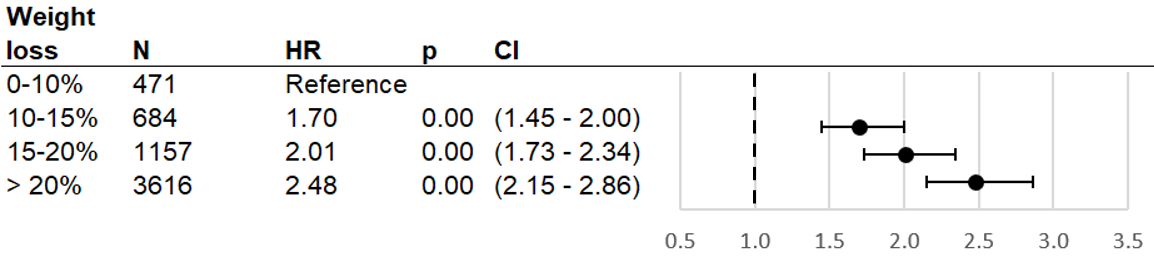 Weight
loss N HR p CI
0-10% 471 Reference
10-15% 684 1.70 0.00 (1.45 - 2.00)
15-20% 1157 2.01 0.00 (1.73 - 2.34)
> 20% 3616 2.48 0.00 (2.15 - 2.86)
0.5 1.0 1.5 2.0 2.5 3.0 3.5